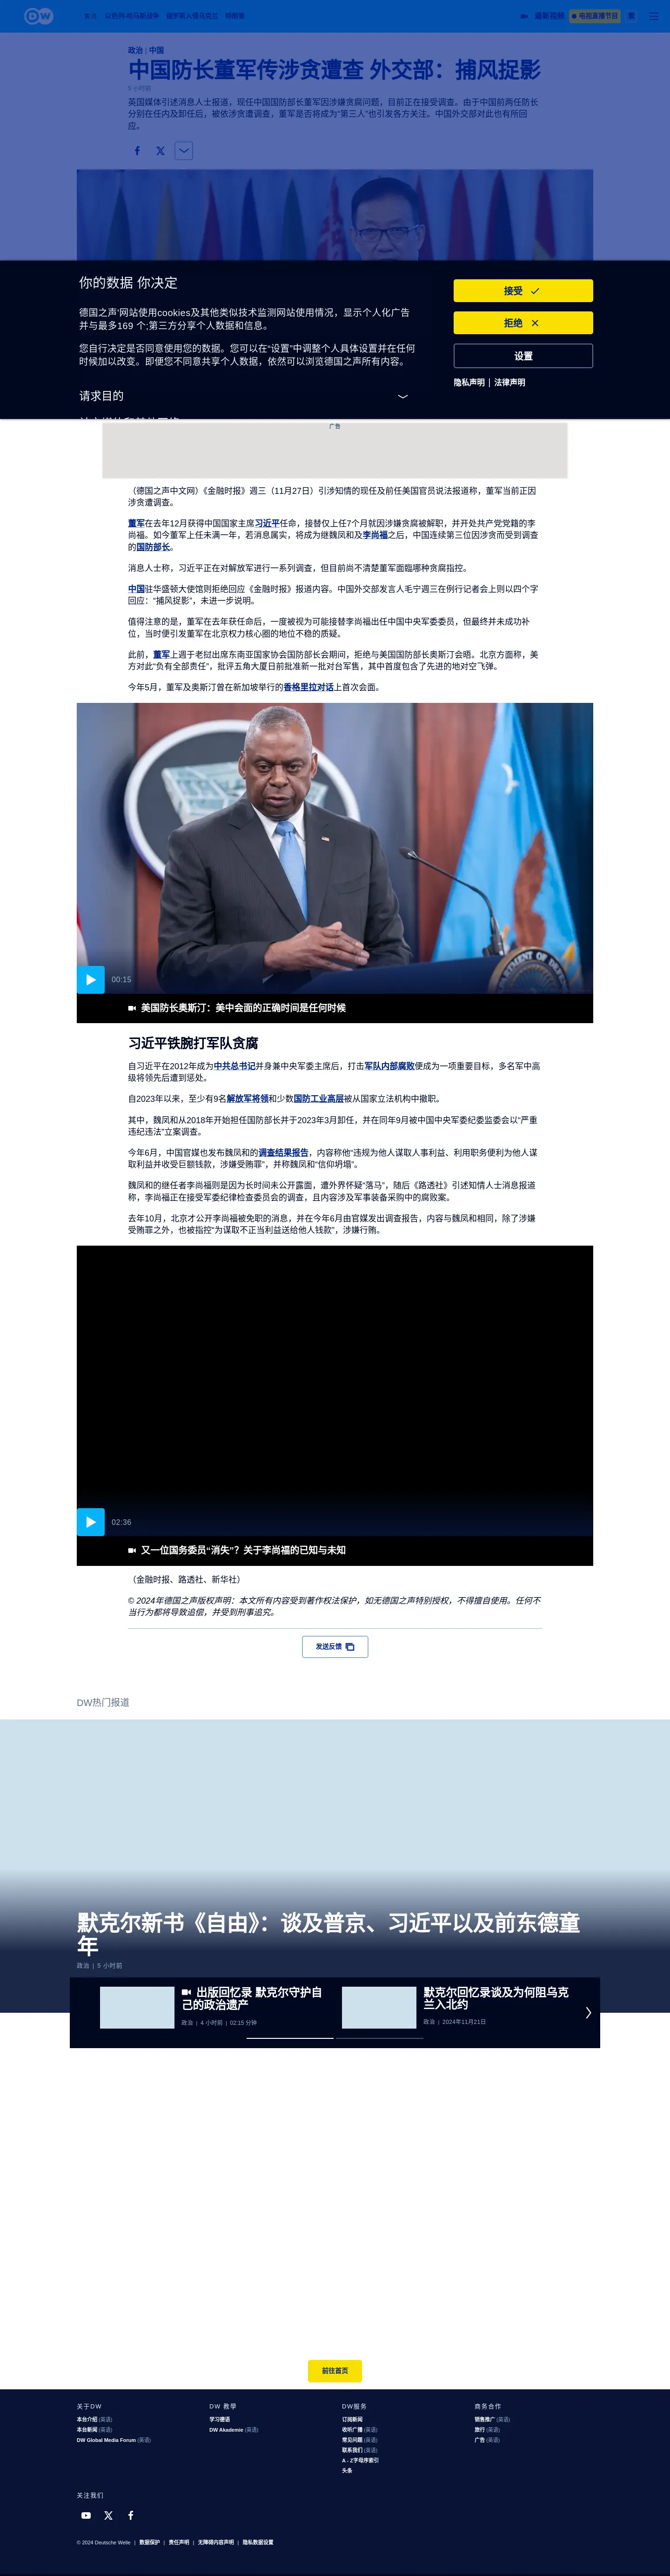 DW
首页 以色列-哈马斯战争 俄罗斯入侵乌克兰 特朗普
最新视频 电视直播节目 繁
政治 | 中国
中国防长董军传涉贪遭查 外交部：捕风捉影
5 小时前
英国媒体引述消息人士报道，现任中国国防部长董军因涉嫌贪腐问题，目前正在接受调查。由于中国前两任防长
分别在任内及卸任后，被依涉贪遭调查，董军是否将成为“第三人”也引发各方关注。中国外交部对此也有所回
应。
你的数据 你决定
德国之声‘网站使用cookies及其他类似技术监测网站使用情况，显示个人化广告
并与最多169 个;第三方分享个人数据和信息。
您自行决定是否同意使用您的数据。您可以在“设置”中调整个人具体设置并在任何
时候加以改变。即便您不同意共享个人数据，依然可以浏览德国之声所有内容。
请求目的
接受
拒绝
设置
隐私声明 | 法律声明
广告
（德国之声中文网）《金融时报》週三（11月27日）引涉知情的现任及前任美国官员说法报道称，董军当前正因
涉贪遭调查。
董军在去年12月获得中国国家主席习近平任命，接替仅上任7个月就因涉嫌贪腐被解职，并开处共产党党籍的李
尚福。如今董军上任未满一年，若消息属实，将成为继魏凤和及李尚福之后，中国连续第三位因涉贪而受到调查
的国防部长。
消息人士称，习近平正在对解放军进行一系列调查，但目前尚不清楚董军面临哪种贪腐指控。
中国驻华盛顿大使馆则拒绝回应《金融时报》报道内容。中国外交部发言人毛宁週三在例行记者会上则以四个字
回应：“捕风捉影”，未进一步说明。
值得注意的是，董军在去年获任命后，一度被视为可能接替李尚福出任中国中央军委委员，但最终并未成功补
位，当时便引发董军在北京权力核心圈的地位不稳的质疑。
此前，董军上週于老挝出席东南亚国家协会国防部长会期间，拒绝与美国国防部长奥斯汀会晤。北京方面称，美
方对此“负有全部责任”，批评五角大厦日前批准新一批对台军售，其中首度包含了先进的地对空飞弹。
今年5月，董军及奥斯汀曾在新加坡举行的香格里拉对话上首次会面。
00:15
美国防长奥斯汀：美中会面的正确时间是任何时候
习近平铁腕打军队贪腐
自习近平在2012年成为中共总书记并身兼中央军委主席后，打击军队内部腐败便成为一项重要目标，多名军中高
级将领先后遭到惩处。
自2023年以来，至少有9名解放军将领和少数国防工业高层被从国家立法机构中撤职。
其中，魏凤和从2018年开始担任国防部长并于2023年3月卸任，并在同年9月被中国中央军委纪委监委会以“严重
违纪违法”立案调查。
今年6月，中国官媒也发布魏凤和的调查结果报告，内容称他“违规为他人谋取人事利益、利用职务便利为他人谋
取利益并收受巨额钱款，涉嫌受贿罪”，并称魏凤和“信仰坍塌”。
魏凤和的继任者李尚福则是因为长时间未公开露面，遭外界怀疑“落马”，随后《路透社》引述知情人士消息报道
称，李尚福正在接受军委纪律检查委员会的调查，且内容涉及军事装备采购中的腐败案。
去年10月，北京才公开李尚福被免职的消息，并在今年6月由官媒发出调查报告，内容与魏凤和相同，除了涉嫌
受贿罪之外，也被指控“为谋取不正当利益送给他人钱款”，涉嫌行贿。
02:36
又一位国务委员“消失”？关于李尚福的已知与未知
（金融时报、路透社、新华社）
© 2024年德国之声版权声明：本文所有内容受到著作权法保护，如无德国之声特别授权，不得擅自使用。任何不
当行为都将导致追偿，并受到刑事追究。
发送反馈
DW热门报道
默克尔新书《自由》：谈及普京、习近平以及前东德童
年
政治 | 5 小时前
出版回忆录 默克尔守护自
己的政治遗产
政治 | 4 小时前 | 02:15 分钟
默克尔回忆录谈及为何阻乌克
兰入北约
政治 | 2024年11月21日
前往首页
关于DW
本台介绍 (英语)
本台新闻 (英语)
DW Global Media Forum (英语)
DW 教學
学习德语
DW Akademie (英语)
DW服务
订阅新闻
收听广播 (英语)
常见问题 (英语)
联系我们 (英语)
A - Z字母序索引
头条
商务合作
销售推广 (英语)
旅行 (英语)
广告 (英语)
关注我们
© 2024 Deutsche Welle | 数据保护 | 责任声明 | 无障碍内容声明 | 隐私数据设置